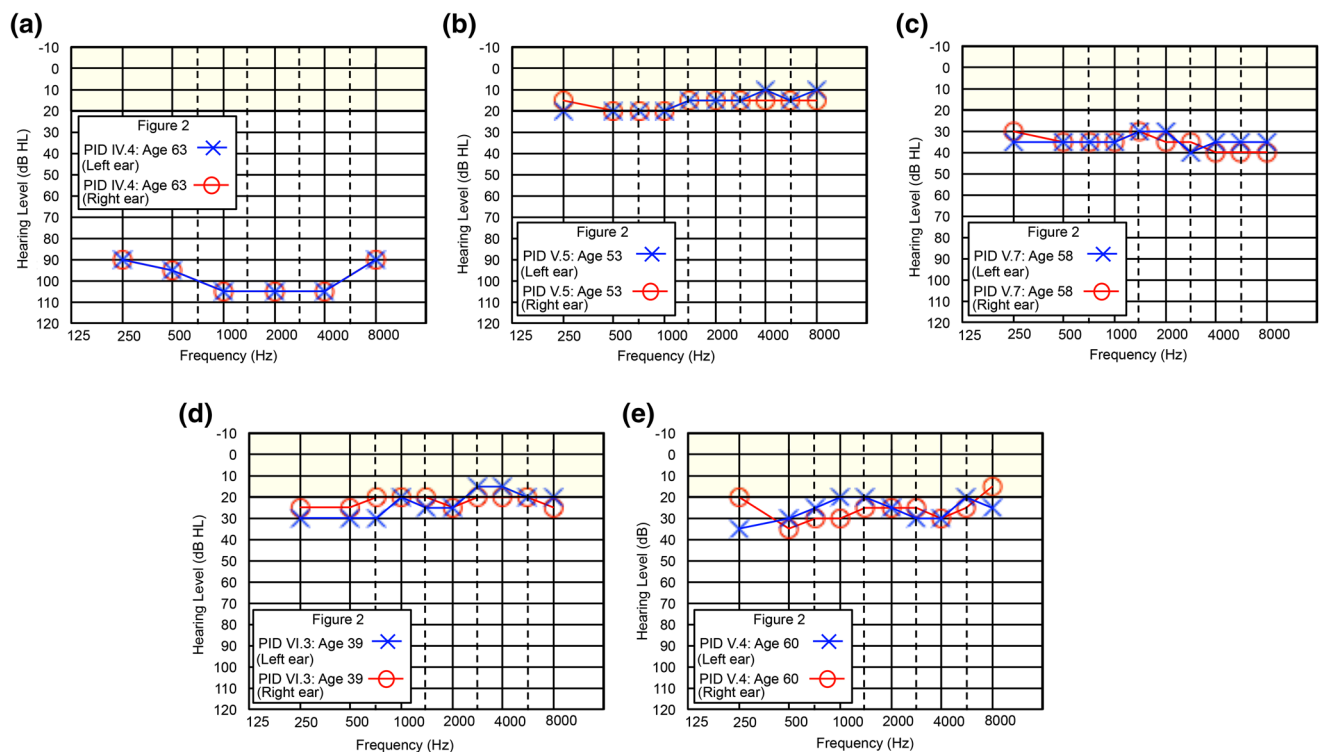 (a)
-10
0
10
20
30
40
50
60
70
80
90
100
110
120
Hearing Level (dB HL)
Figure 2
PID IV.4: Age 63
(Left ear)
PID IV.4: Age 63
(Right ear)
125 250 500 1000 2000 4000 8000
Frequency (Hz)
(b)
-10
0
10
20
30
40
50
60
70
80
90
100
110
120
Hearing Level (dB HL)
Figure 2
PID V.5: Age 53
(Left ear)
PID V.5: Age 53
(Right ear)
125 250 500 1000 2000 4000 8000
Frequency (Hz)
(c)
-10
0
10
20
30
40
50
60
70
80
90
100
110
120
Hearing Level (dB HL)
Figure 2
PID V.7: Age 58
(Left ear)
PID V.7: Age 58
(Right ear)
125 250 500 1000 2000 4000 8000
Frequency (Hz)
(d)
-10
0
10
20
30
40
50
60
70
80
90
100
110
120
Hearing Level (dB HL)
Figure 2
PID VI.3: Age 39
(Left ear)
PID VI.3: Age 39
(Right ear)
125 250 500 1000 2000 4000 8000
Frequency (Hz)
(e)
-10
0
10
20
30
40
50
60
70
80
90
100
110
120
Hearing Level (dB)
Figure 2
PID V.4: Age 60
(Left ear)
PID V.4: Age 60
(Right ear)
125 250 500 1000 2000 4000 8000
Frequency (Hz)